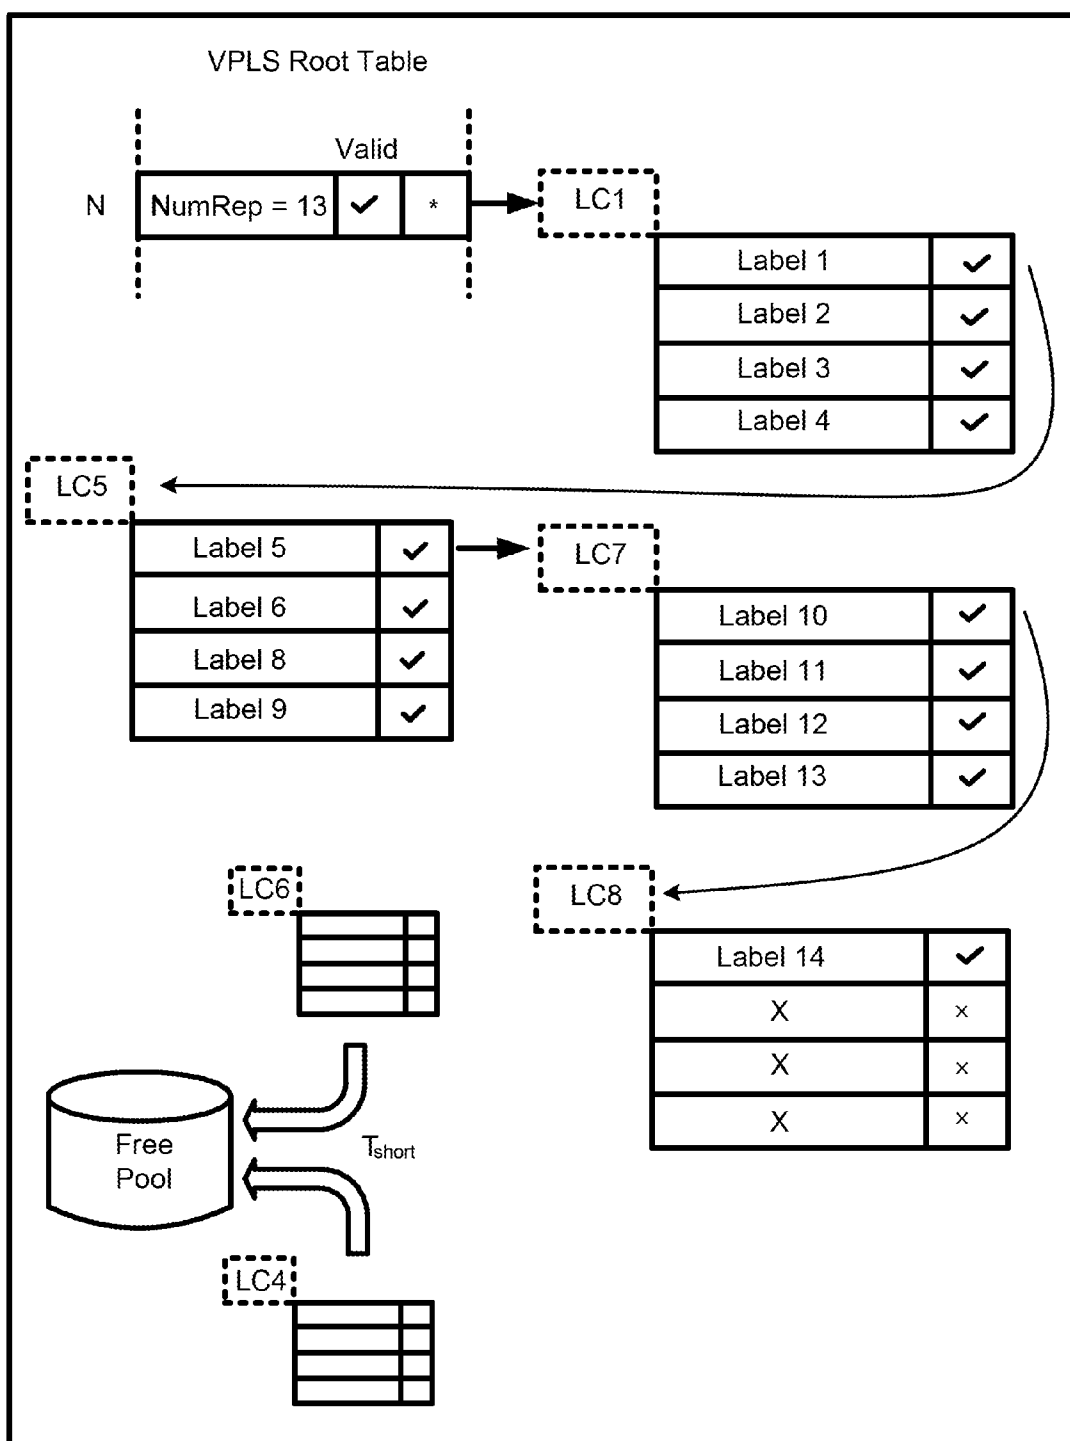 VPLS Root Table
Valid
N NumRep = 13 ✓ * LC1
Label 1 ✓
Label 2 ✓
Label 3 ✓
Label 4 ✓
LC5
Label 5 ✓ LC7
Label 6 ✓
Label 8 ✓
Label 9 ✓
Label 10 ✓
Label 11 ✓
Label 12 ✓
Label 13 ✓
LC6
LC8
Label 14 ✓
X ×
X ×
X ×
Free
Pool
Tshort
LC4